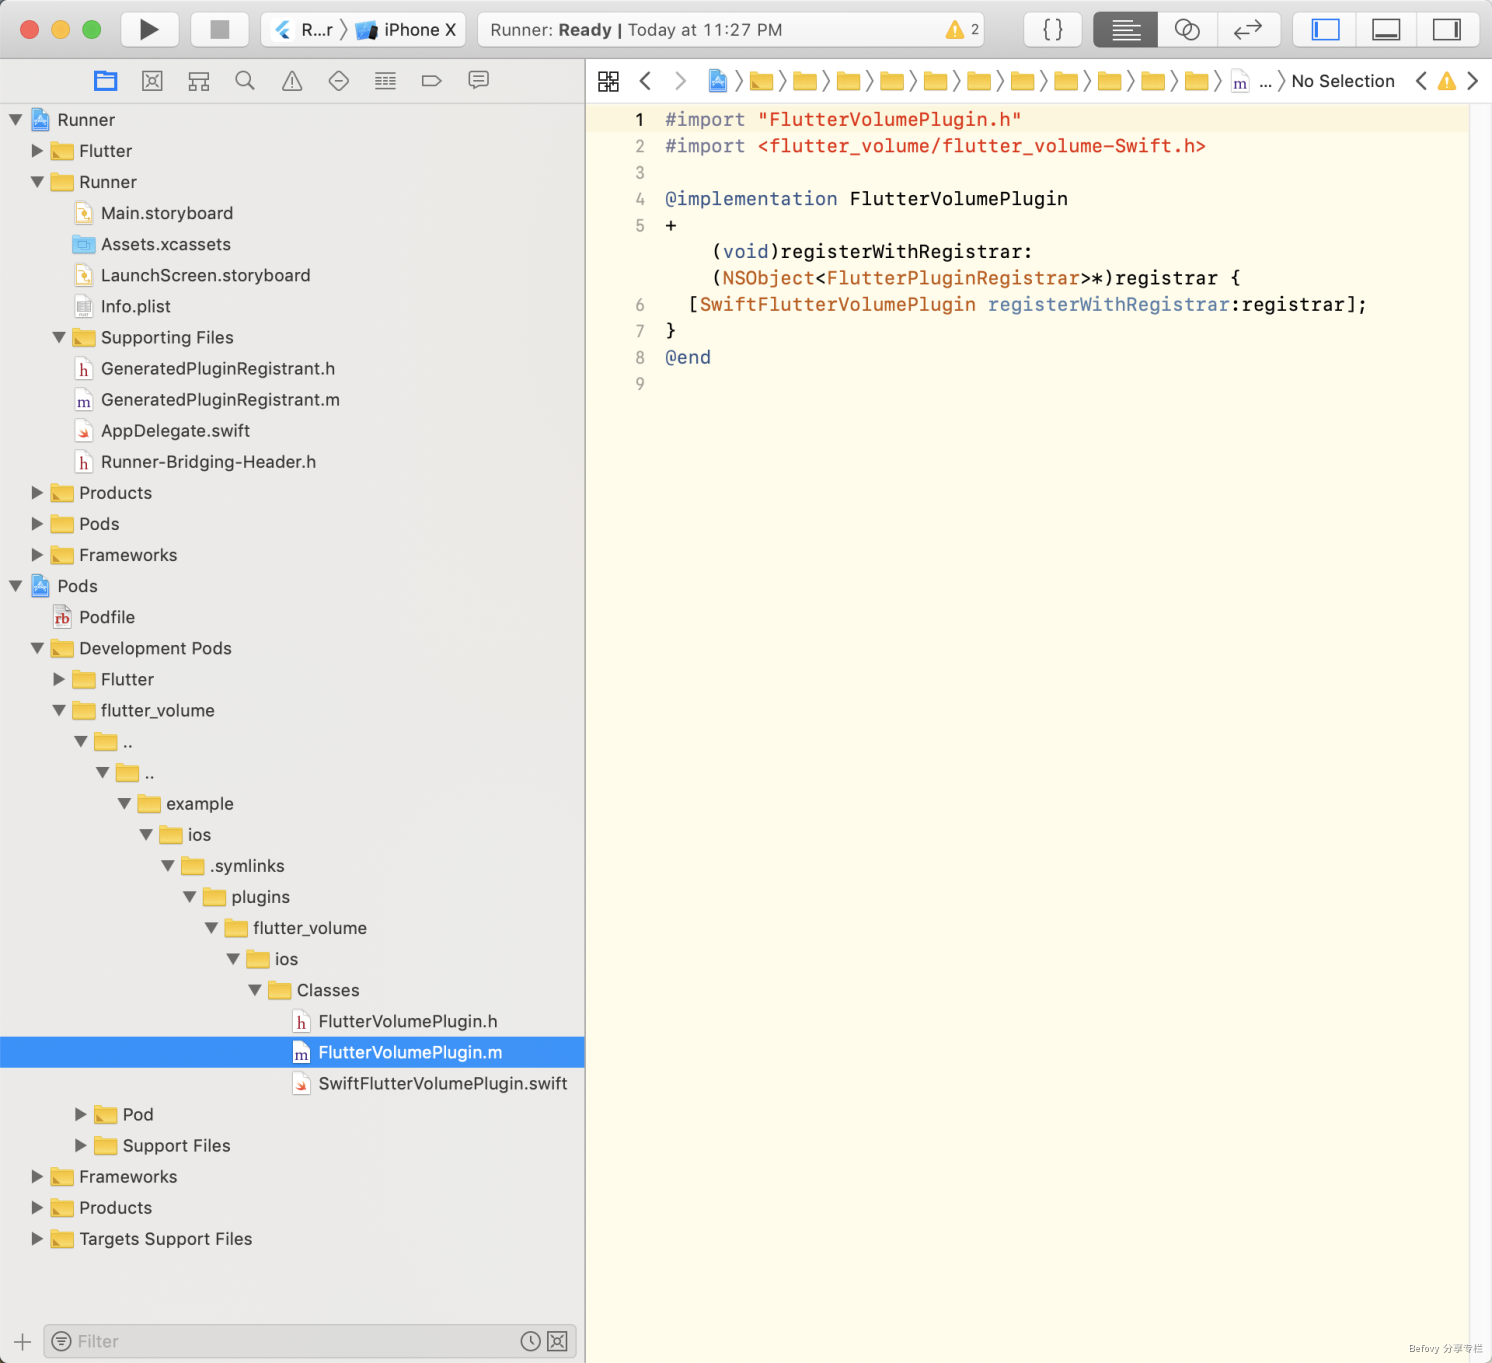 R...r
iPhone X
Runner: Ready | Today at 11:27 PM
2
{}
... No Selection
Runner
Flutter
Runner
Main.storyboard
Assets.xcassets
LaunchScreen.storyboard
Info.plist
Supporting Files
h GeneratedPluginRegistrant.h
m GeneratedPluginRegistrant.m
AppDelegate.swift
h Runner-Bridging-Header.h
Products
Pods
Frameworks
Pods
rb Podfile
Development Pods
Flutter
flutter_volume
..
..
example
ios
.symlinks
plugins
flutter_volume
ios
Classes
h FlutterVolumePlugin.h
m FlutterVolumePlugin.m
SwiftFlutterVolumePlugin.swift
Pod
Support Files
Frameworks
Products
Targets Support Files
Filter
m
1 #import "FlutterVolumePlugin.h"
2 #import <flutter_volume/flutter_volume-Swift.h>
3
4 @implementation FlutterVolumePlugin
5 +
(void)registerWithRegistrar:
(NSObject<FlutterPluginRegistrar>*)registrar {
6 [SwiftFlutterVolumePlugin registerWithRegistrar:registrar];
7 }
8 @end
9
Befovy 分享专栏